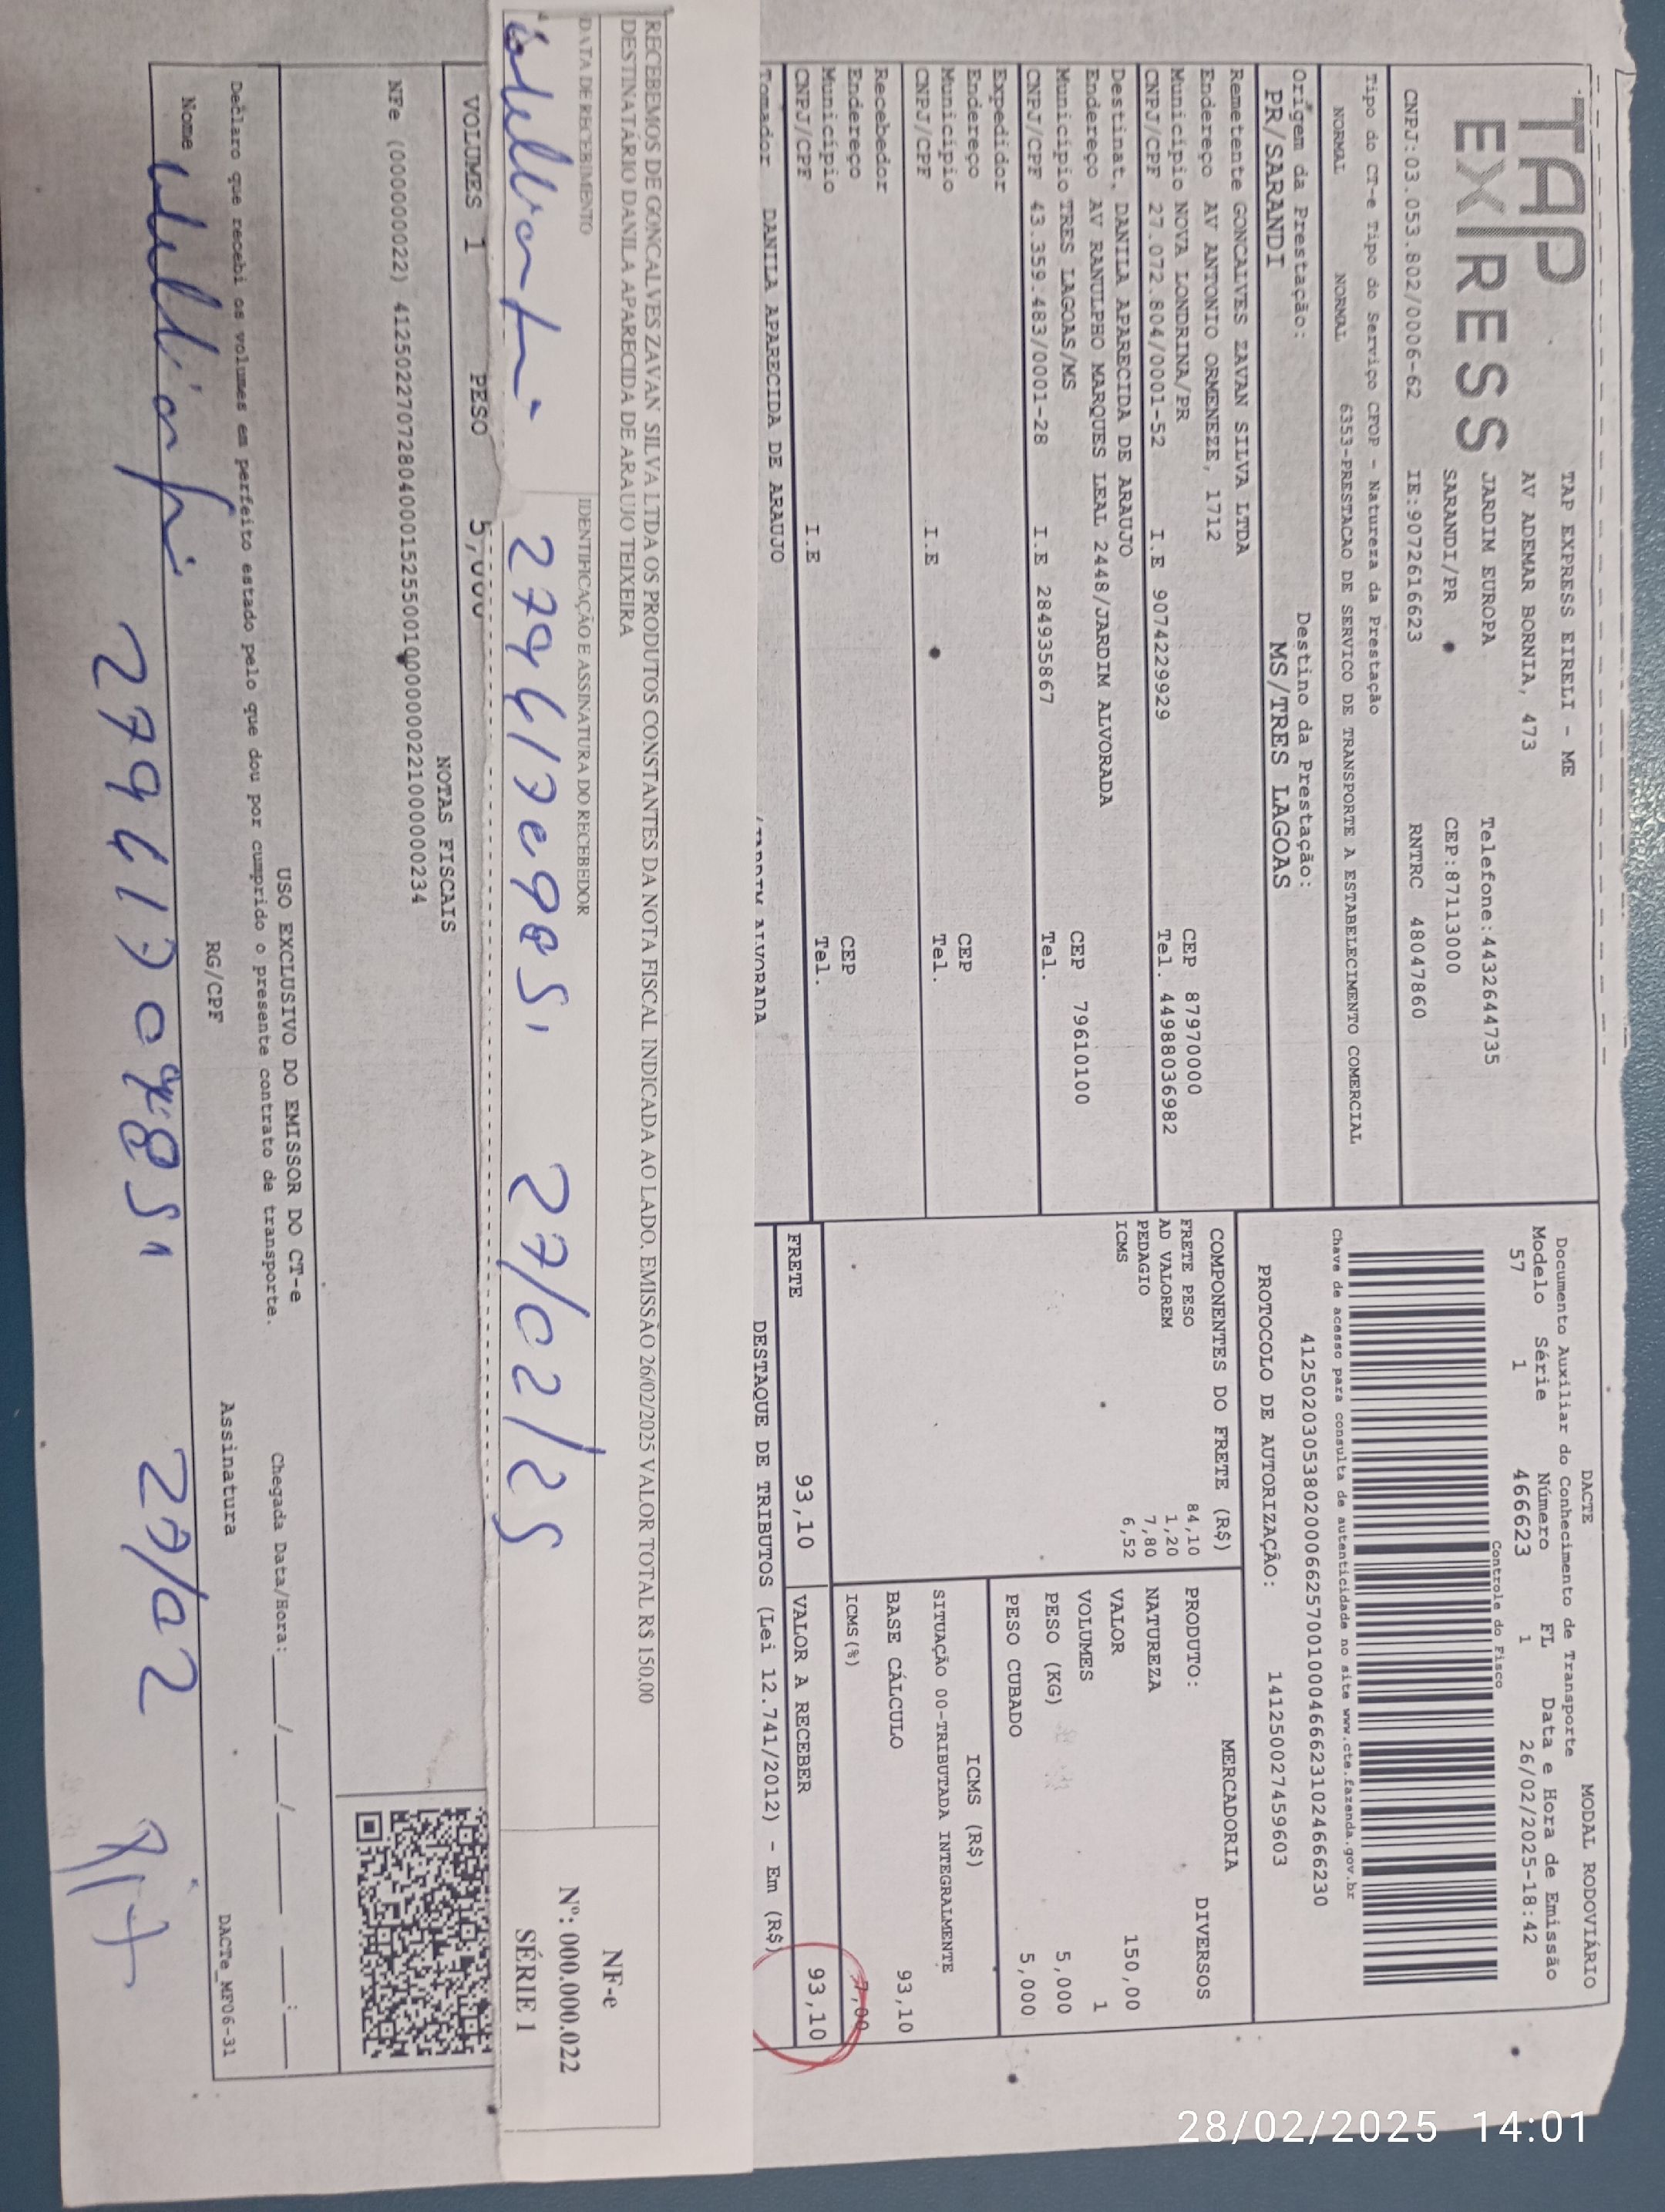 TAP
EXPRESS
TAP EXPRESS EIRELI - ME
AV ADEMAR BORNIA, 473
JARDIM EUROPA Telefone:4432644735
SARANDI/PR CEP:87113000
CNPJ:03.053.802/0006-62 IE:9072616623 RNTRC 48047860
Tipo do CT-e Tipo do Serviço CFOP - Natureza da Prestação
NORMAL NORMAL 6353-PRESTACAO DE SERVICO DE TRANSPORTE A ESTABELECIMENTO COMERCIAL
Origem da Prestação: Destino da Prestação:
PR/SARANDI MS/TRES LAGOAS
DACTE MODAL RODOVIÁRIO
Documento Auxiliar do Conhecimento de Transporte
Modelo Série Número FL Data e Hora de Emissão
57 1 466623 1 26/02/2025-18:42
Controle do Fisco
Chave de acesso para consulta de autenticidade no site www.cte.fazenda.gov.br
41250203053802000662570010004666231024666230
PROTOCOLO DE AUTORIZAÇÃO: 141250027459603
Remetente GONCALVES ZAVAN SILVA LTDA
Endereço AV ANTONIO ORMENEZE, 1712 CEP 87970000
Município NOVA LONDRINA/PR Tel. 44988036982
CNPJ/CPF 27.072.804/0001-52 I.E 9074229929
Destinat. DANILA APARECIDA DE ARAUJO
Endereço AV RANULPHO MARQUES LEAL 2448/JARDIM ALVORADA
Município TRES LAGOAS/MS CEP 79610100
CNPJ/CPF 43.359.483/0001-28 I.E 284935867 Tel.
Expedidor
Endereço
Município CEP
CNPJ/CPF I.E Tel.
Recebedor
Endereço
Município CEP
CNPJ/CPF I.E Tel.
Tomador DANILA APARECIDA DE ARAUJO
COMPONENTES DO FRETE (R$)
FRETE PESO 84,10
AD VALOREM 1,20
PEDAGIO 7,80
ICMS 6,52
MERCADORIA
PRODUTO: DIVERSOS
NATUREZA
VALOR 150,00
VOLUMES 1
PESO (KG) 5,000
PESO CUBADO 5,000
ICMS (R$)
SITUAÇÃO 00-TRIBUTADA INTEGRALMENTE
BASE CÁLCULO 93,10
ICMS(%) 7,00
FRETE 93,10 VALOR A RECEBER 93,10
DESTAQUE DE TRIBUTOS (Lei 12.741/2012) - Em (R$)
RECEBEMOS DE GONCALVES ZAVAN SILVA LTDA OS PRODUTOS CONSTANTES DA NOTA FISCAL INDICADA AO LADO. EMISSÃO 26/02/2025 VALOR TOTAL R$ 150,00
DESTINATÁRIO DANILA APARECIDA DE ARAUJO TEIXEIRA
DATA DE RECEBIMENTO IDENTIFICAÇÃO E ASSINATURA DO RECEBEDOR
27/02/25
NF-e
Nº: 000.000.022
SÉRIE 1
VOLUMES 1 PESO 5,000
NOTAS FISCAIS
NFe (000000022) 41250227072804000152550010000000221000000234
USO EXCLUSIVO DO EMISSOR DO CT-e
Declaro que recebi os volumes em perfeito estado pelo que dou por cumprido o presente contrato de transporte.
Chegada Data/Hora: ___/___/____ ___:___
Nome RG/CPF Assinatura
DACTe_MF06-31
28/02/2025 14:01